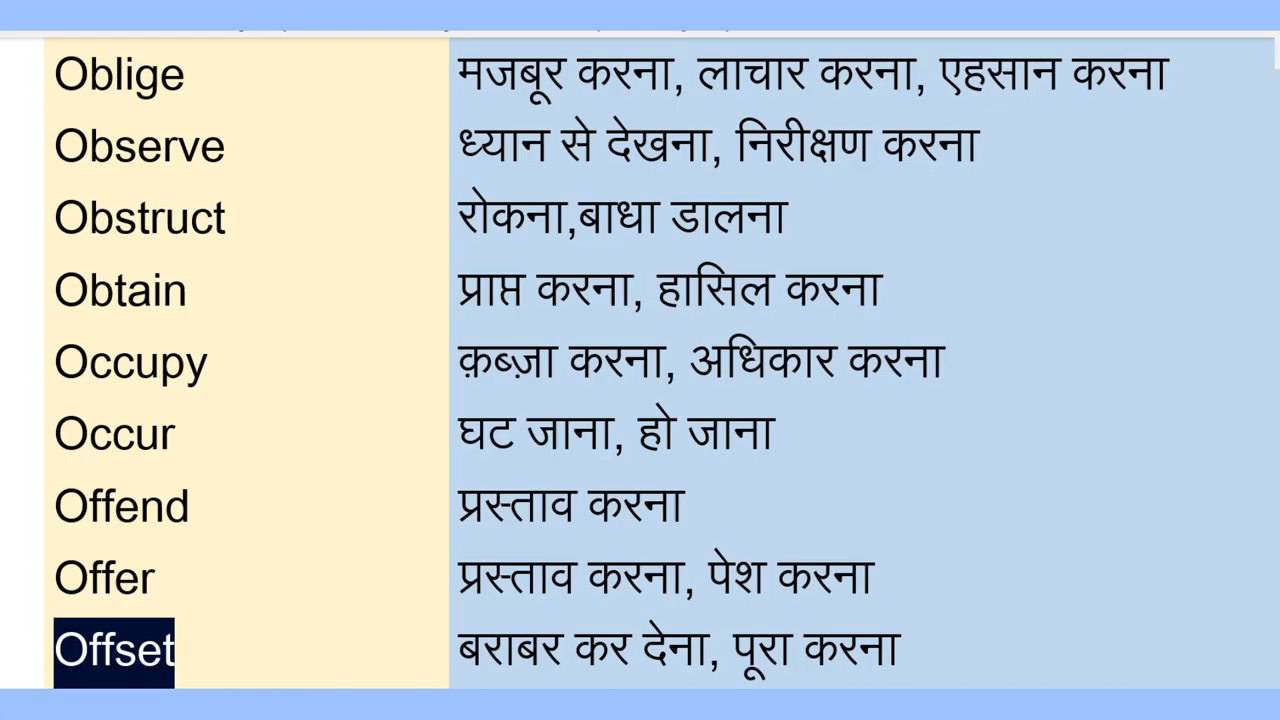 Oblige मजबूर करना, लाचार करना, एहसान करना
Observe ध्यान से देखना, निरीक्षण करना
Obstruct रोकना,बाधा डालना
Obtain प्राप्त करना, हासिल करना
Occupy क़ब्ज़ा करना, अधिकार करना
Occur घट जाना, हो जाना
Offend प्रस्ताव करना
Offer प्रस्ताव करना, पेश करना
Offset बराबर कर देना, पूरा करना